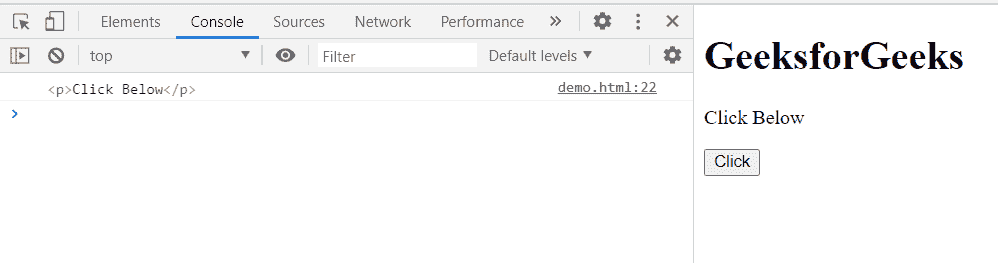 Elements Console Sources Network Performance »
top ▼ Filter Default levels ▼
<p>Click Below</p> demo.html:22
>
GeeksforGeeks
Click Below
Click